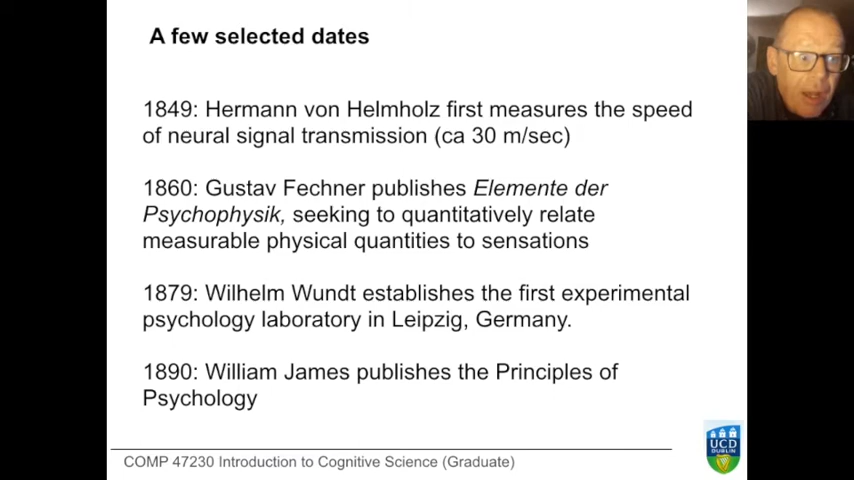 A few selected dates
1849: Hermann von Helmholz first measures the speed
of neural signal transmission (ca 30 m/sec)
1860: Gustav Fechner publishes Elemente der
Psychophysik, seeking to quantitatively relate
measurable physical quantities to sensations
1879: Wilhelm Wundt establishes the first experimental
psychology laboratory in Leipzig, Germany.
1890: William James publishes the Principles of
Psychology
COMP 47230 Introduction to Cognitive Science (Graduate)
UCD
DUBLIN